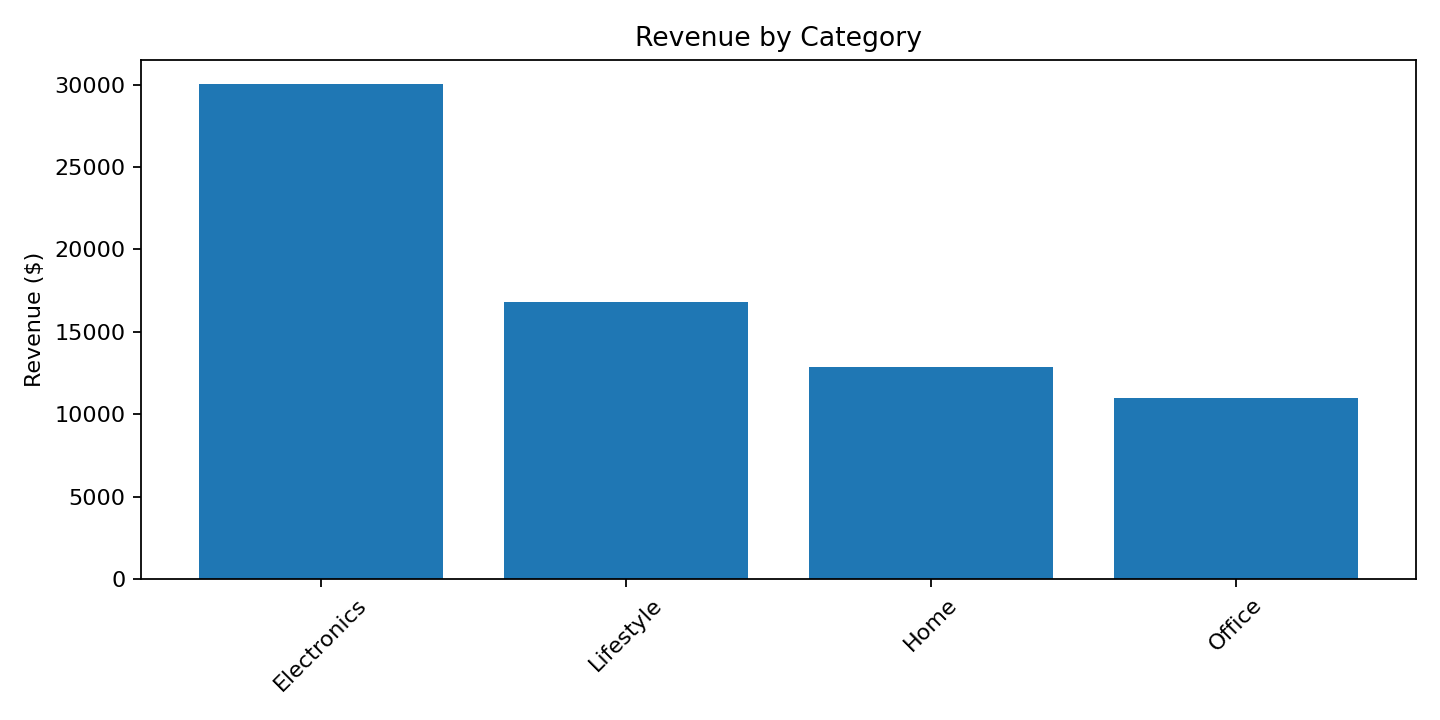 Revenue by Category
Revenue ($)
30000
25000
20000
15000
10000
5000
0
Electronics
Lifestyle
Home
Office